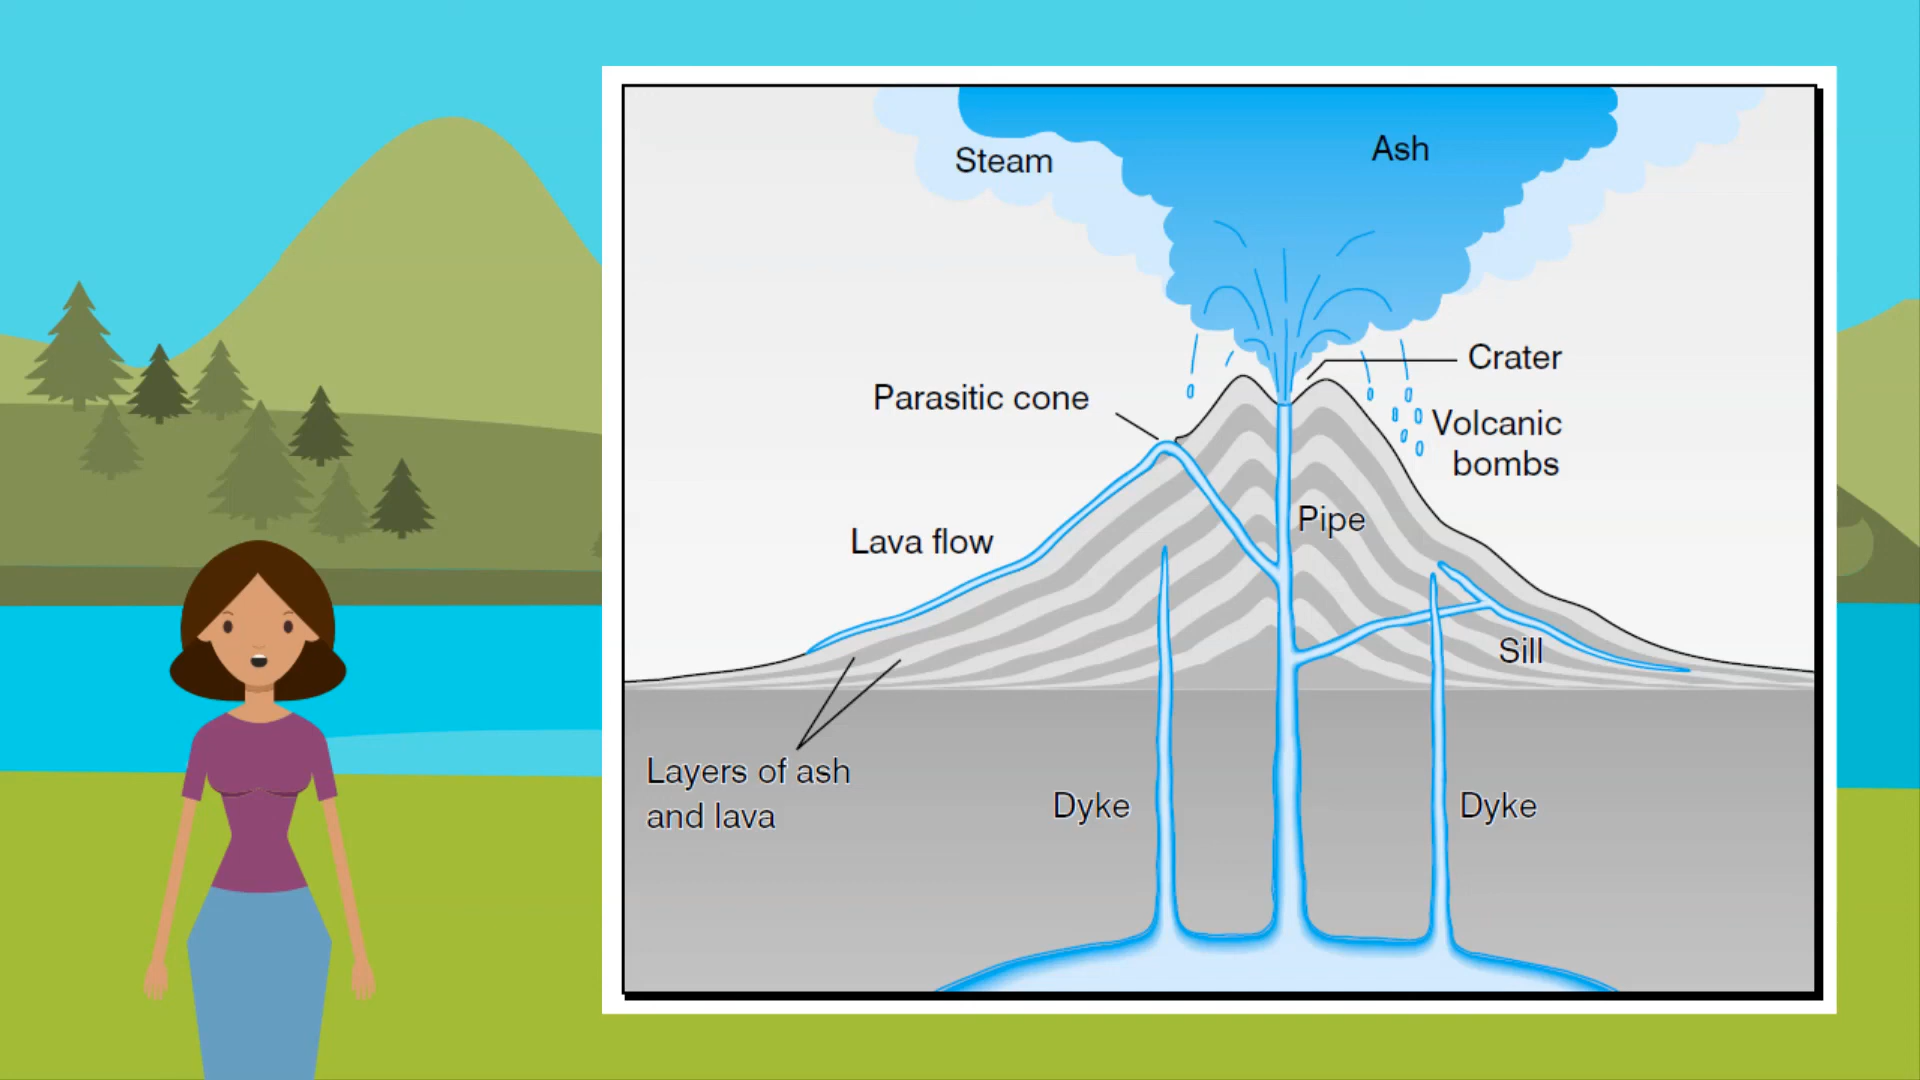 Steam
Ash
Crater
Parasitic cone
Volcanic
bombs
Pipe
Lava flow
Sill
Layers of ash
and lava
Dyke
Dyke